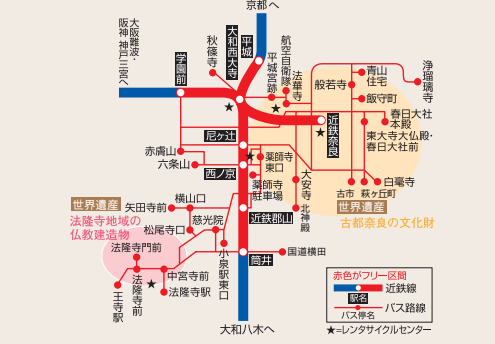 京都へ
大阪難波・
阪神 神戸三宮へ
学園前
秋篠寺
大和西大寺
平城
平城宮跡
航空自衛隊
法華寺
般若寺
青山
住宅
飯守町
浄瑠璃寺
春日大社
本殿
東大寺大仏殿・
春日大社前
近鉄奈良
尼ヶ辻
赤膚山
六条山
西ノ京
薬師寺
東口
薬師寺
駐車場
大安寺
北神殿
白毫寺
古市
萩ヶ丘町
世界遺産
古都奈良の文化財
世界遺産
法隆寺地域の
仏教建造物
横山口
矢田寺前
慈光院
松尾寺口
近鉄郡山
法隆寺門前
小泉駅東口
筒井
国道横田
中宮寺前
法隆寺駅
法隆寺前
王寺駅
大和八木へ
赤色がフリー区間
近鉄線
駅名
バス路線
バス停名
★=レンタサイクルセンター